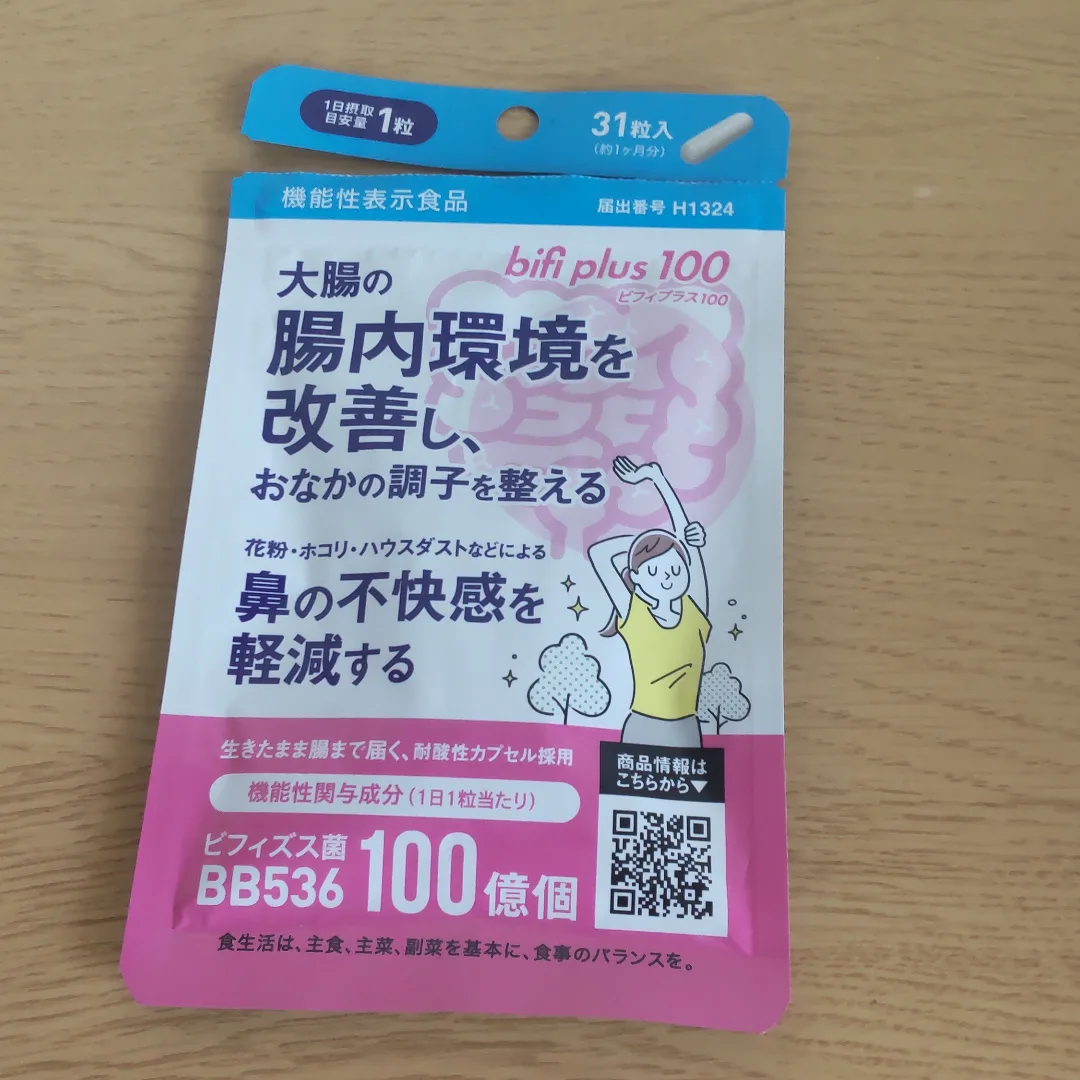 1日摂取
目安量 1粒
31粒入
(約1ヶ月分)
機能性表示食品
届出番号 H1324
bifi plus 100
ビフィプラス100
大腸の
腸内環境を
改善し、
おなかの調子を整える
花粉・ホコリ・ハウスダストなどによる
鼻の不快感を
軽減する
生きたまま腸まで届く、耐酸性カプセル採用
機能性関与成分(1日1粒当たり)
ビフィズス菌
BB536 100億個
商品情報は
こちらから▼
食生活は、主食、主菜、副菜を基本に、食事のバランスを。